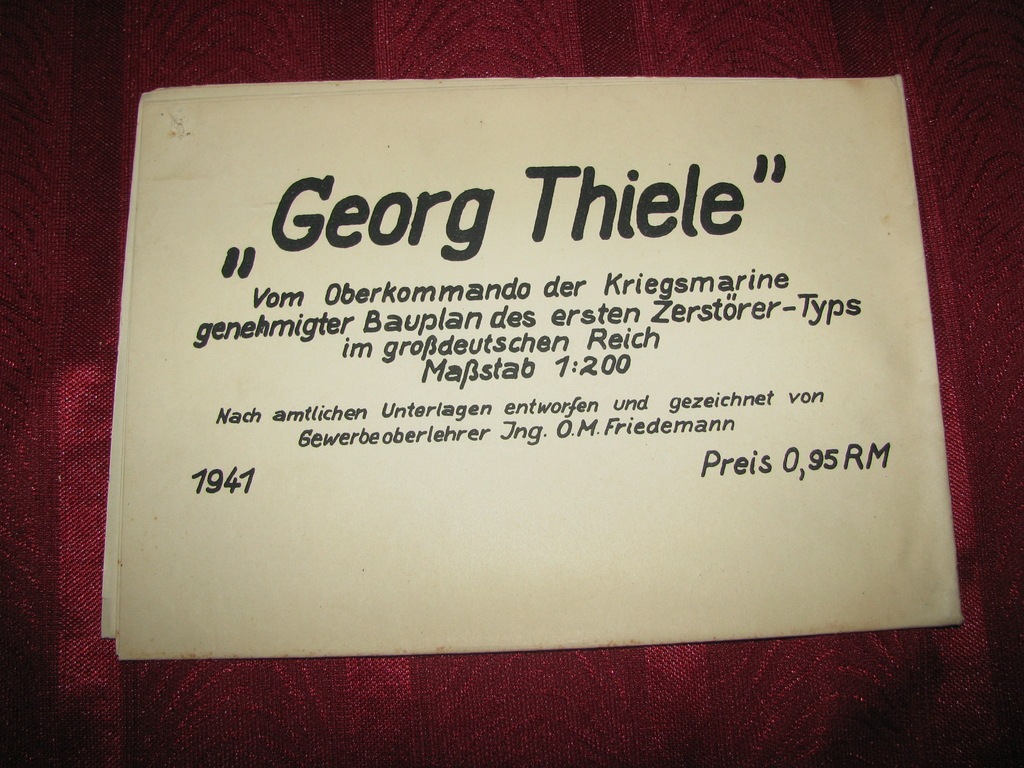 „Georg Thiele"
Vom Oberkommando der Kriegsmarine
genehmigter Bauplan des ersten Zerstörer-Typs
im großdeutschen Reich
Maßstab 1:200
Nach amtlichen Unterlagen entworfen und gezeichnet von
Gewerbeoberlehrer Jng. O.M. Friedemann
1941
Preis 0,95 RM